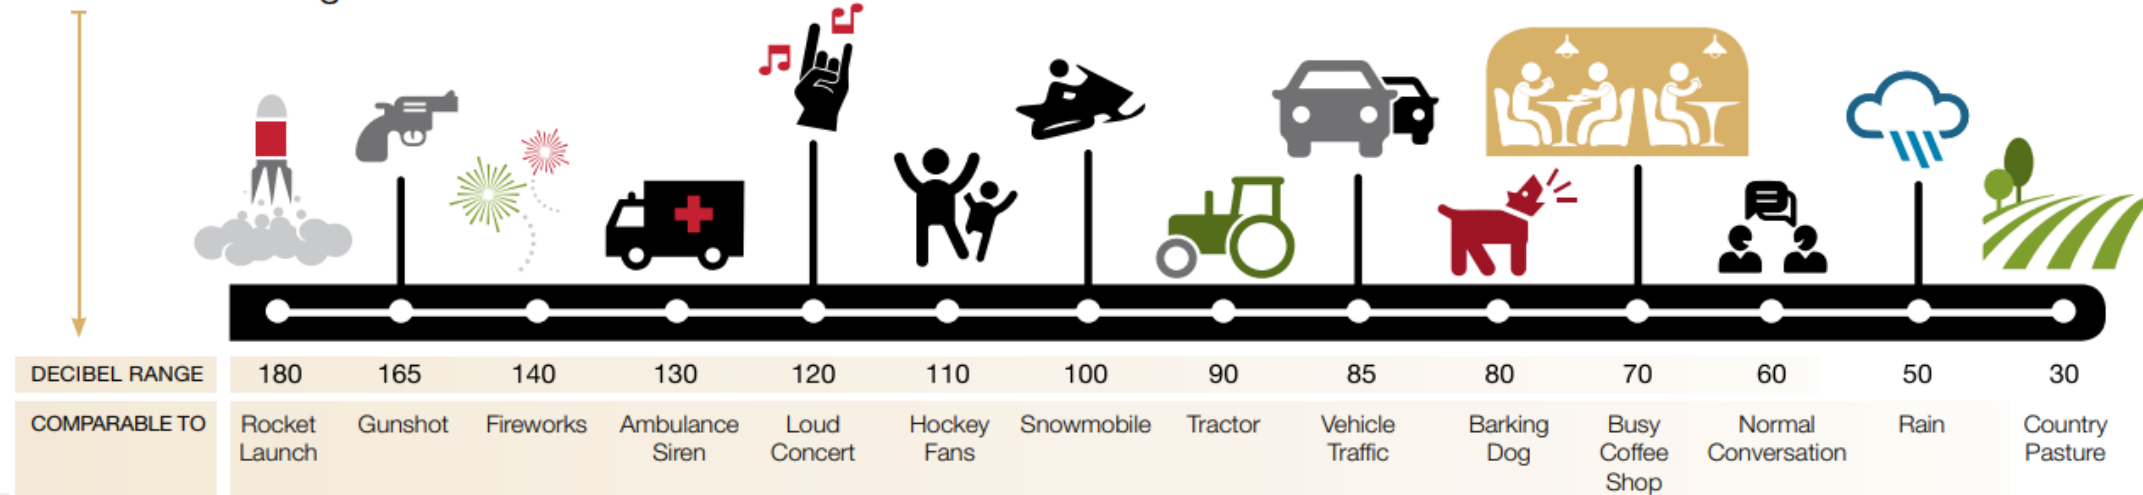 DECIBEL RANGE 180 165 140 130 120 110 100 90 85 80 70 60 50 30
COMPARABLE TO Rocket Gunshot Fireworks Ambulance Loud Hockey Snowmobile Tractor Vehicle Barking Busy Normal Rain Country
Launch Siren Concert Fans Traffic Dog Coffee Conversation Pasture
Shop